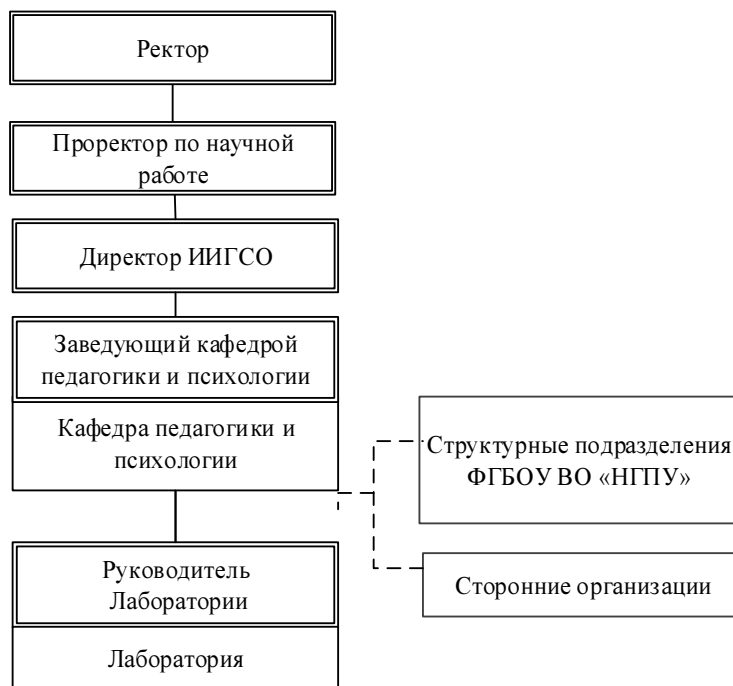 Ректор
Проректор по научной
работе
Директор ИИГСО
Заведующий кафедрой
педагогики и психологии
Кафедра педагогики и
психологии
Структурные подразделения
ФГБОУ ВО «НГПУ»
Руководитель
Лаборатории
Сторонние организации
Лаборатория